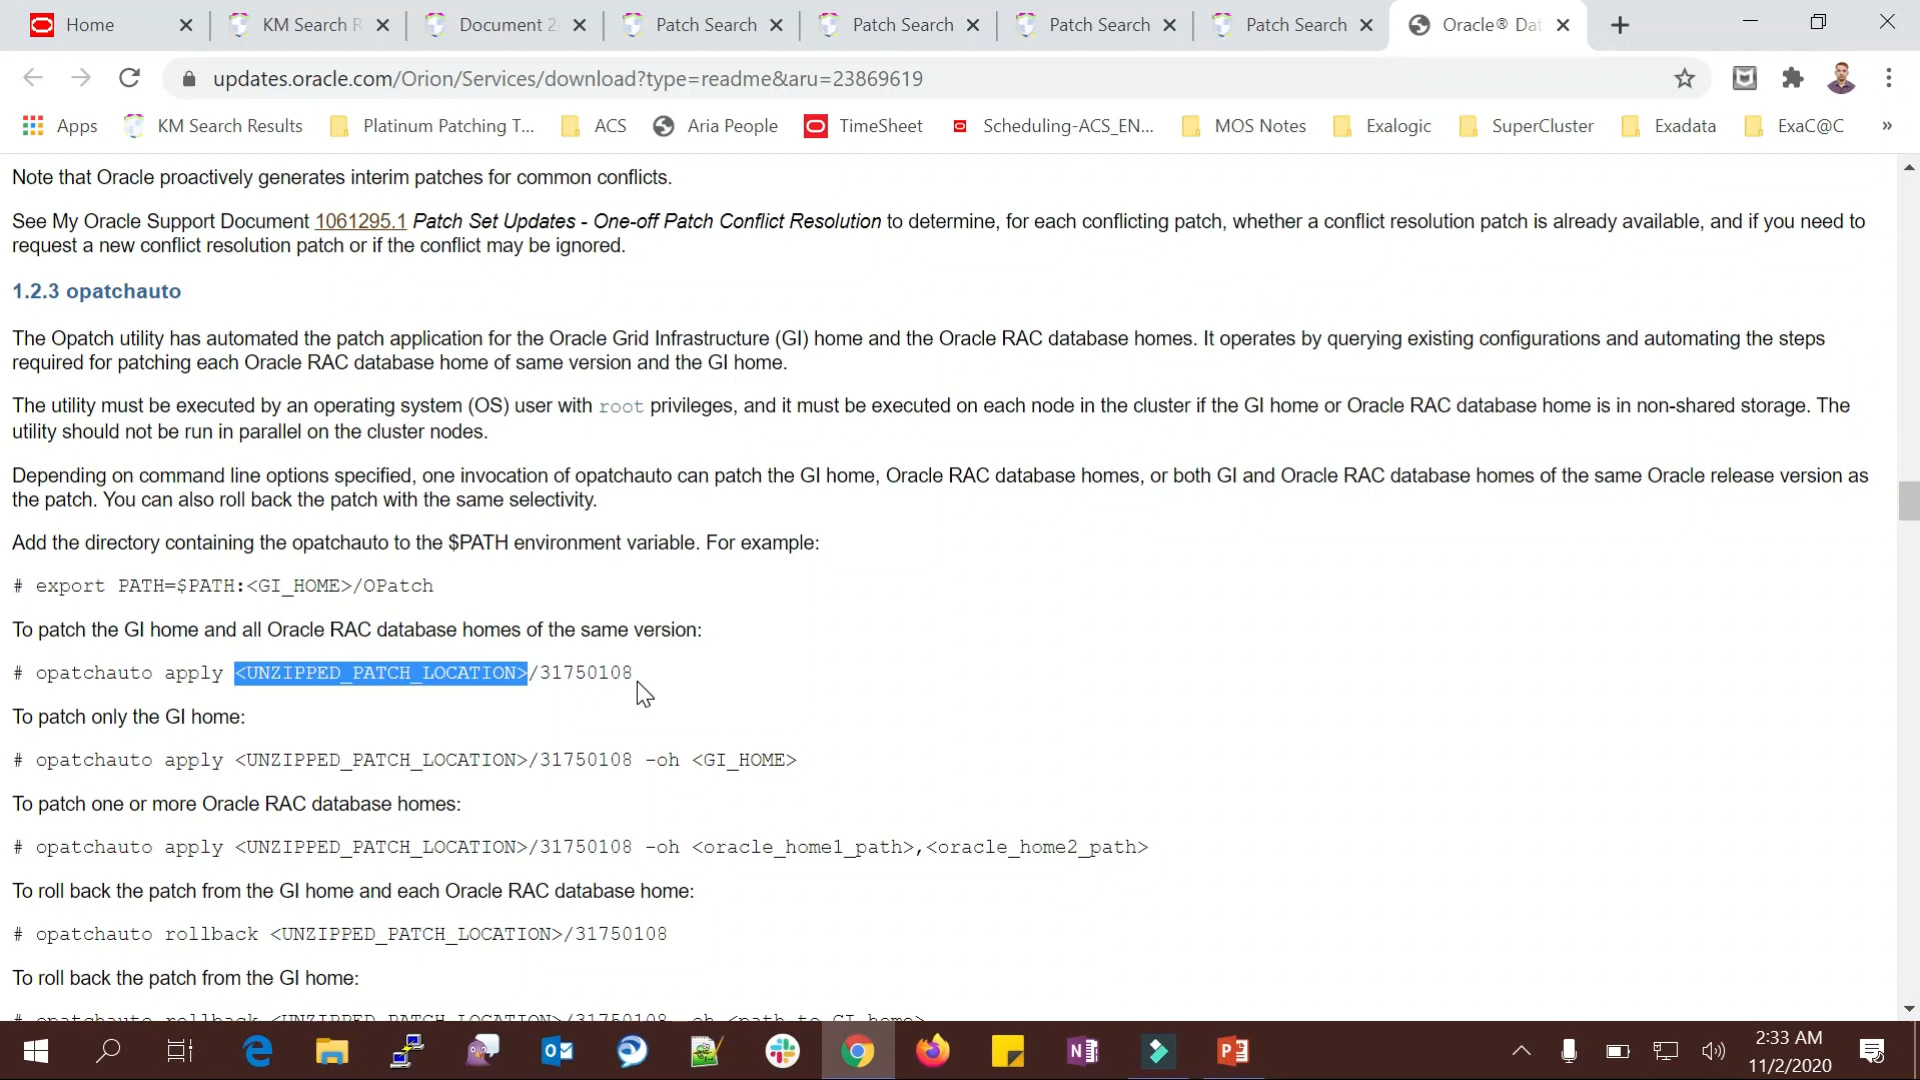 Home
KM Search R
Document 2
Patch Search
Patch Search
Patch Search
Patch Search
Oracle® Dat
updates.oracle.com/Orion/Services/download?type=readme&aru=23869619
Apps
KM Search Results
Platinum Patching T...
ACS
Aria People
TimeSheet
Scheduling-ACS_EN...
MOS Notes
Exalogic
SuperCluster
Exadata
ExaC@C
»
Note that Oracle proactively generates interim patches for common conflicts.
See My Oracle Support Document 1061295.1 Patch Set Updates - One-off Patch Conflict Resolution to determine, for each conflicting patch, whether a conflict resolution patch is already available, and if you need to
request a new conflict resolution patch or if the conflict may be ignored.
1.2.3 opatchauto
The Opatch utility has automated the patch application for the Oracle Grid Infrastructure (GI) home and the Oracle RAC database homes. It operates by querying existing configurations and automating the steps
required for patching each Oracle RAC database home of same version and the GI home.
The utility must be executed by an operating system (OS) user with root privileges, and it must be executed on each node in the cluster if the GI home or Oracle RAC database home is in non-shared storage. The
utility should not be run in parallel on the cluster nodes.
Depending on command line options specified, one invocation of opatchauto can patch the GI home, Oracle RAC database homes, or both GI and Oracle RAC database homes of the same Oracle release version as
the patch. You can also roll back the patch with the same selectivity.
Add the directory containing the opatchauto to the $PATH environment variable. For example:
# export PATH=$PATH:<GI_HOME>/OPatch
To patch the GI home and all Oracle RAC database homes of the same version:
# opatchauto apply <UNZIPPED_PATCH_LOCATION>/31750108
To patch only the GI home:
# opatchauto apply <UNZIPPED_PATCH_LOCATION>/31750108 -oh <GI_HOME>
To patch one or more Oracle RAC database homes:
# opatchauto apply <UNZIPPED_PATCH_LOCATION>/31750108 -oh <oracle_home1_path>,<oracle_home2_path>
To roll back the patch from the GI home and each Oracle RAC database home:
# opatchauto rollback <UNZIPPED_PATCH_LOCATION>/31750108
To roll back the patch from the GI home:
# opatchauto rollback <UNZIPPED_PATCH_LOCATION>/31750108 -oh <path to GI home>
2:33 AM
11/2/2020